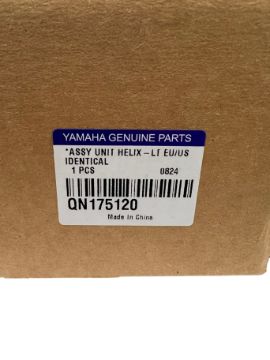 YAMAHA GENUINE PARTS
*ASSY UNIT HELIX-LT EU/US
IDENTICAL
1 PCS 0824
QN175120
Made in China